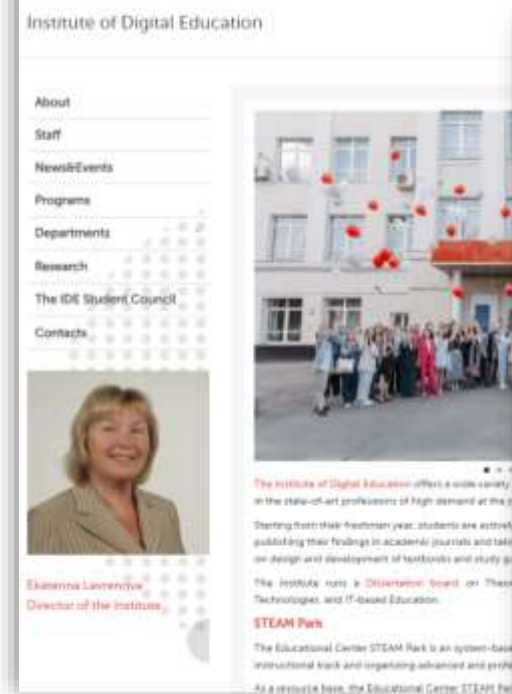 Institute of Digital Education
About
Staff
News&Events
Programs
Departments
Research
The IDE Student Council
Contacts
Ekaterina
Director of the Institute
The Institute of Digital Education offers a wide variety
in the state-of-art professions of high demand at the
Starting from their freshmen year, students are actively
publishing their findings in academic journals and
on design and development of textbooks and study
The institute runs a Dissertation board on
Technologies, and IT-based Education.
STEAM Park
The Educational Center STEAM Park is an system-based
instructional track and organizing advanced and
As a resource base, the Educational Center STEAM